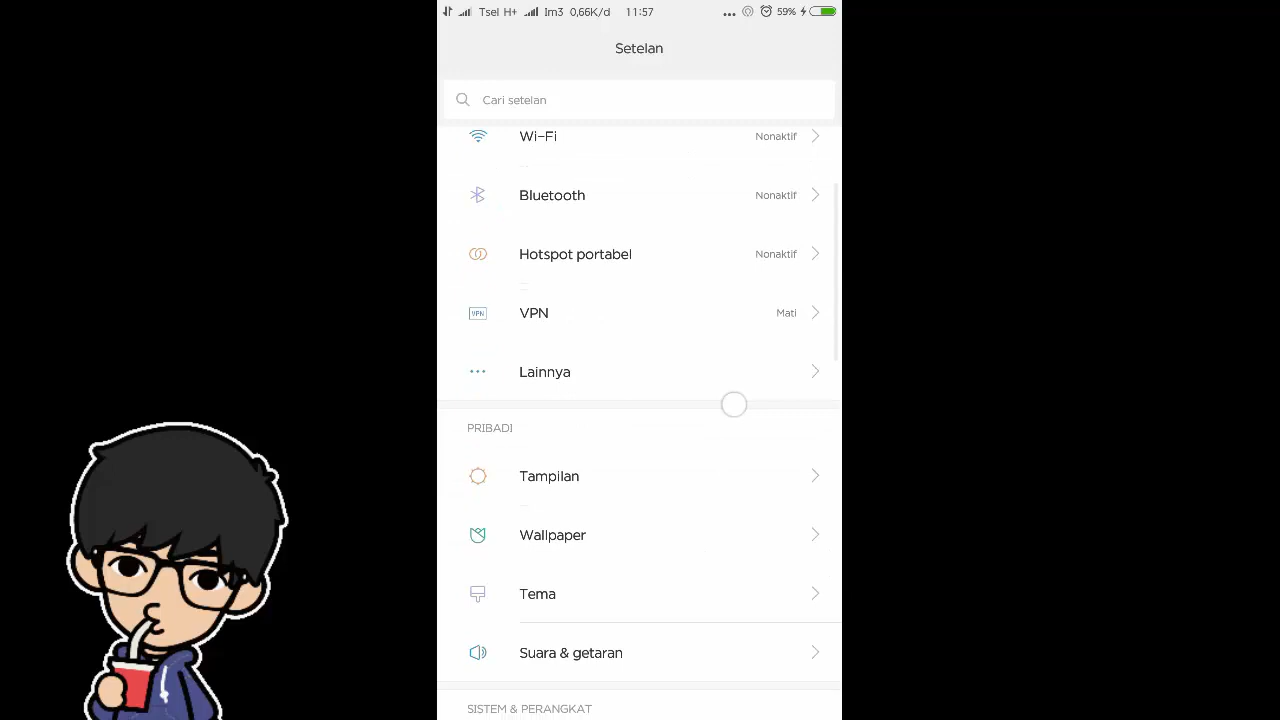 Tsel H+ Im3 0,66K/d 11:57 ... 59%
Setelan
Cari setelan
Wi-Fi Nonaktif
Bluetooth Nonaktif
Hotspot portabel Nonaktif
VPN VPN Mati
Lainnya
PRIBADI
Tampilan
Wallpaper
Tema
Suara & getaran
SISTEM & PERANGKAT